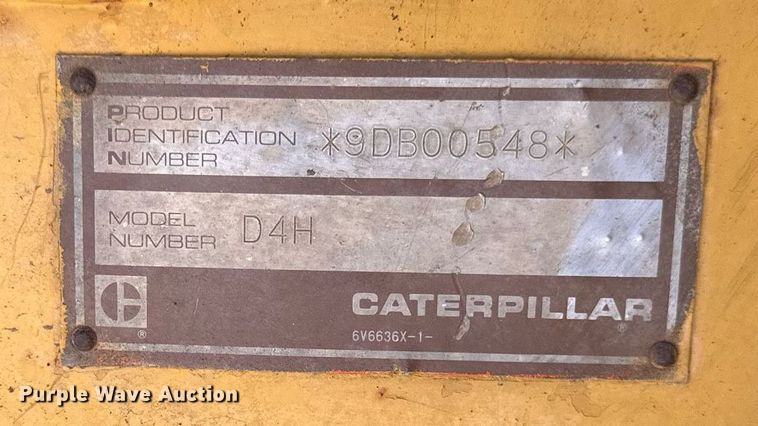 PRODUCT
IDENTIFICATION
NUMBER
*9DB00548*
MODEL
NUMBER
D4H
C
®
CATERPILLAR
®
6V6636X-1-
Purple Wave Auction